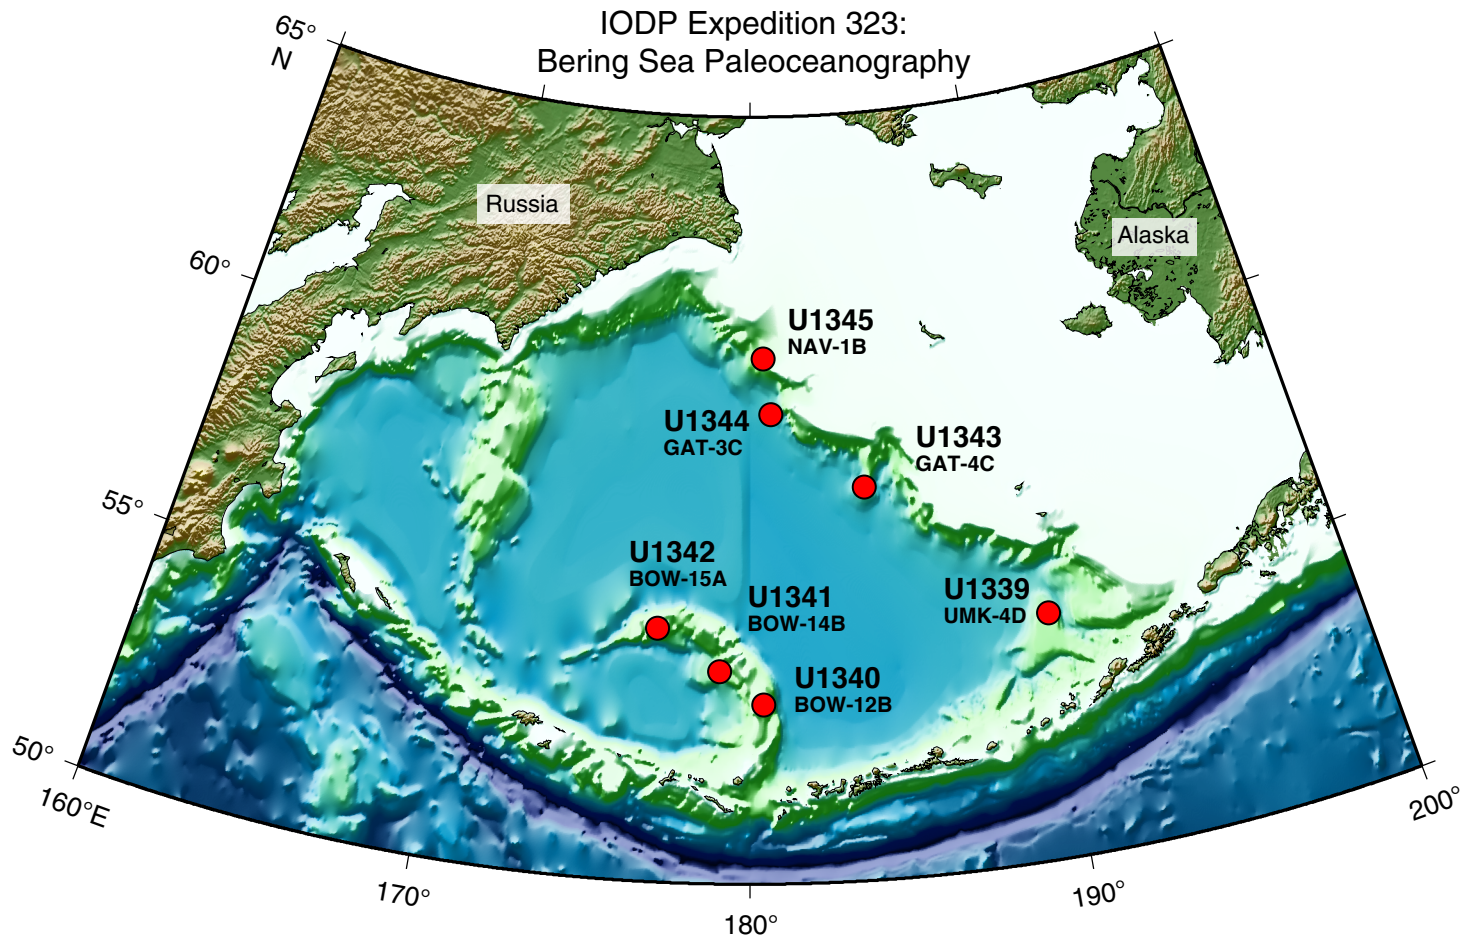 IODP Expedition 323:
Bering Sea Paleoceanography
65°
N
Russia
Alaska
60°
U1345
NAV-1B
U1344
GAT-3C
U1343
GAT-4C
55°
U1342
BOW-15A
U1341
BOW-14B
U1339
UMK-4D
U1340
BOW-12B
50°
160°E
170°
180°
190°
200°